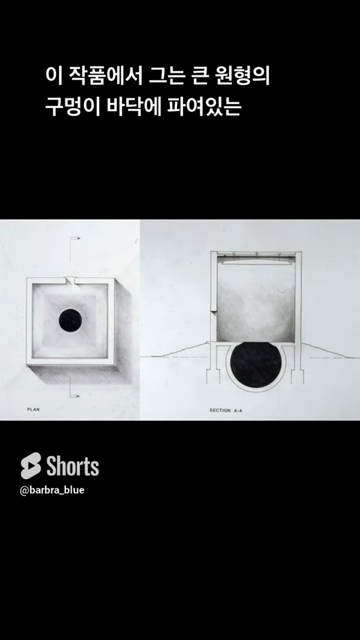 이 작품에서 그는 큰 원형의
구멍이 바닥에 파여있는
PLAN
SECTION A-A
Shorts
@barbra_blue